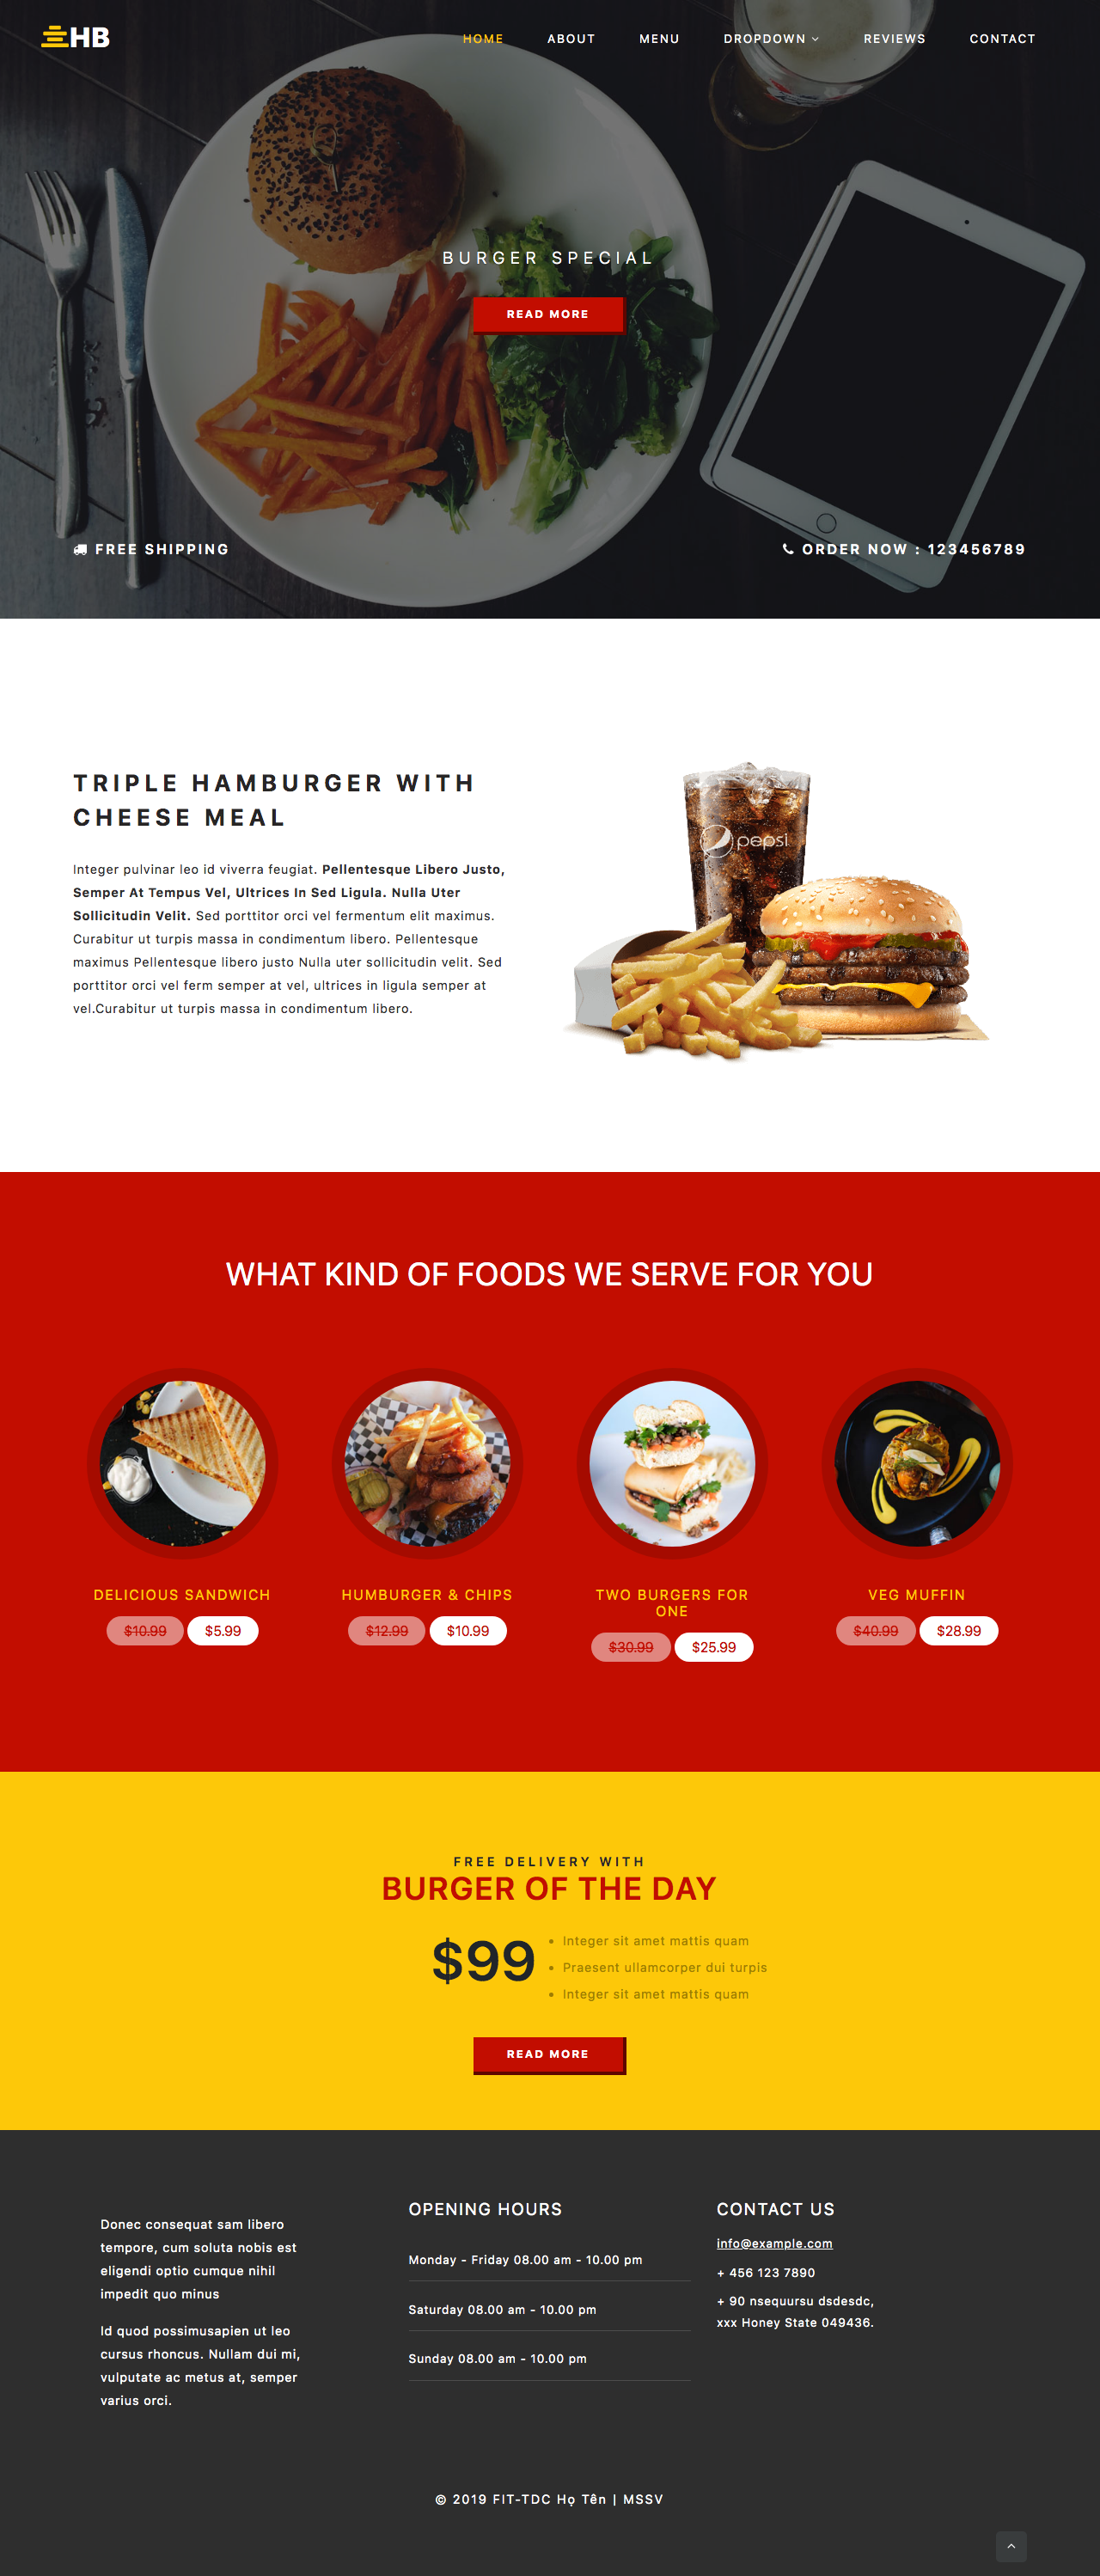 HB
HOME ABOUT MENU DROPDOWN REVIEWS CONTACT
BURGER SPECIAL
READ MORE
FREE SHIPPING
ORDER NOW : 123456789
TRIPLE HAMBURGER WITH
CHEESE MEAL
Integer pulvinar leo id viverra feugiat. Pellentesque Libero Justo,
Semper At Tempus Vel, Ultrices In Sed Ligula. Nulla Uter
Sollicitudin Velit. Sed porttitor orci vel fermentum elit maximus.
Curabitur ut turpis massa in condimentum libero. Pellentesque
maximus Pellentesque libero justo Nulla uter sollicitudin velit. Sed
porttitor orci vel ferm semper at vel, ultrices in ligula semper at
vel.Curabitur ut turpis massa in condimentum libero.
pepsi
WHAT KIND OF FOODS WE SERVE FOR YOU
DELICIOUS SANDWICH
$10.99 $5.99
HUMBURGER & CHIPS
$12.99 $10.99
TWO BURGERS FOR
ONE
$30.99 $25.99
VEG MUFFIN
$40.99 $28.99
FREE DELIVERY WITH
BURGER OF THE DAY
$99
Integer sit amet mattis quam
Praesent ullamcorper dui turpis
Integer sit amet mattis quam
READ MORE
Donec consequat sam libero
tempore, cum soluta nobis est
eligendi optio cumque nihil
impedit quo minus
Id quod possimusapien ut leo
cursus rhoncus. Nullam dui mi,
vulputate ac metus at, semper
varius orci.
OPENING HOURS
Monday - Friday 08.00 am - 10.00 pm
Saturday 08.00 am - 10.00 pm
Sunday 08.00 am - 10.00 pm
CONTACT US
info@example.com
+ 456 123 7890
+ 90 nsequursu dsdesdc,
xxx Honey State 049436.
© 2019 FIT-TDC Họ Tên | MSSV